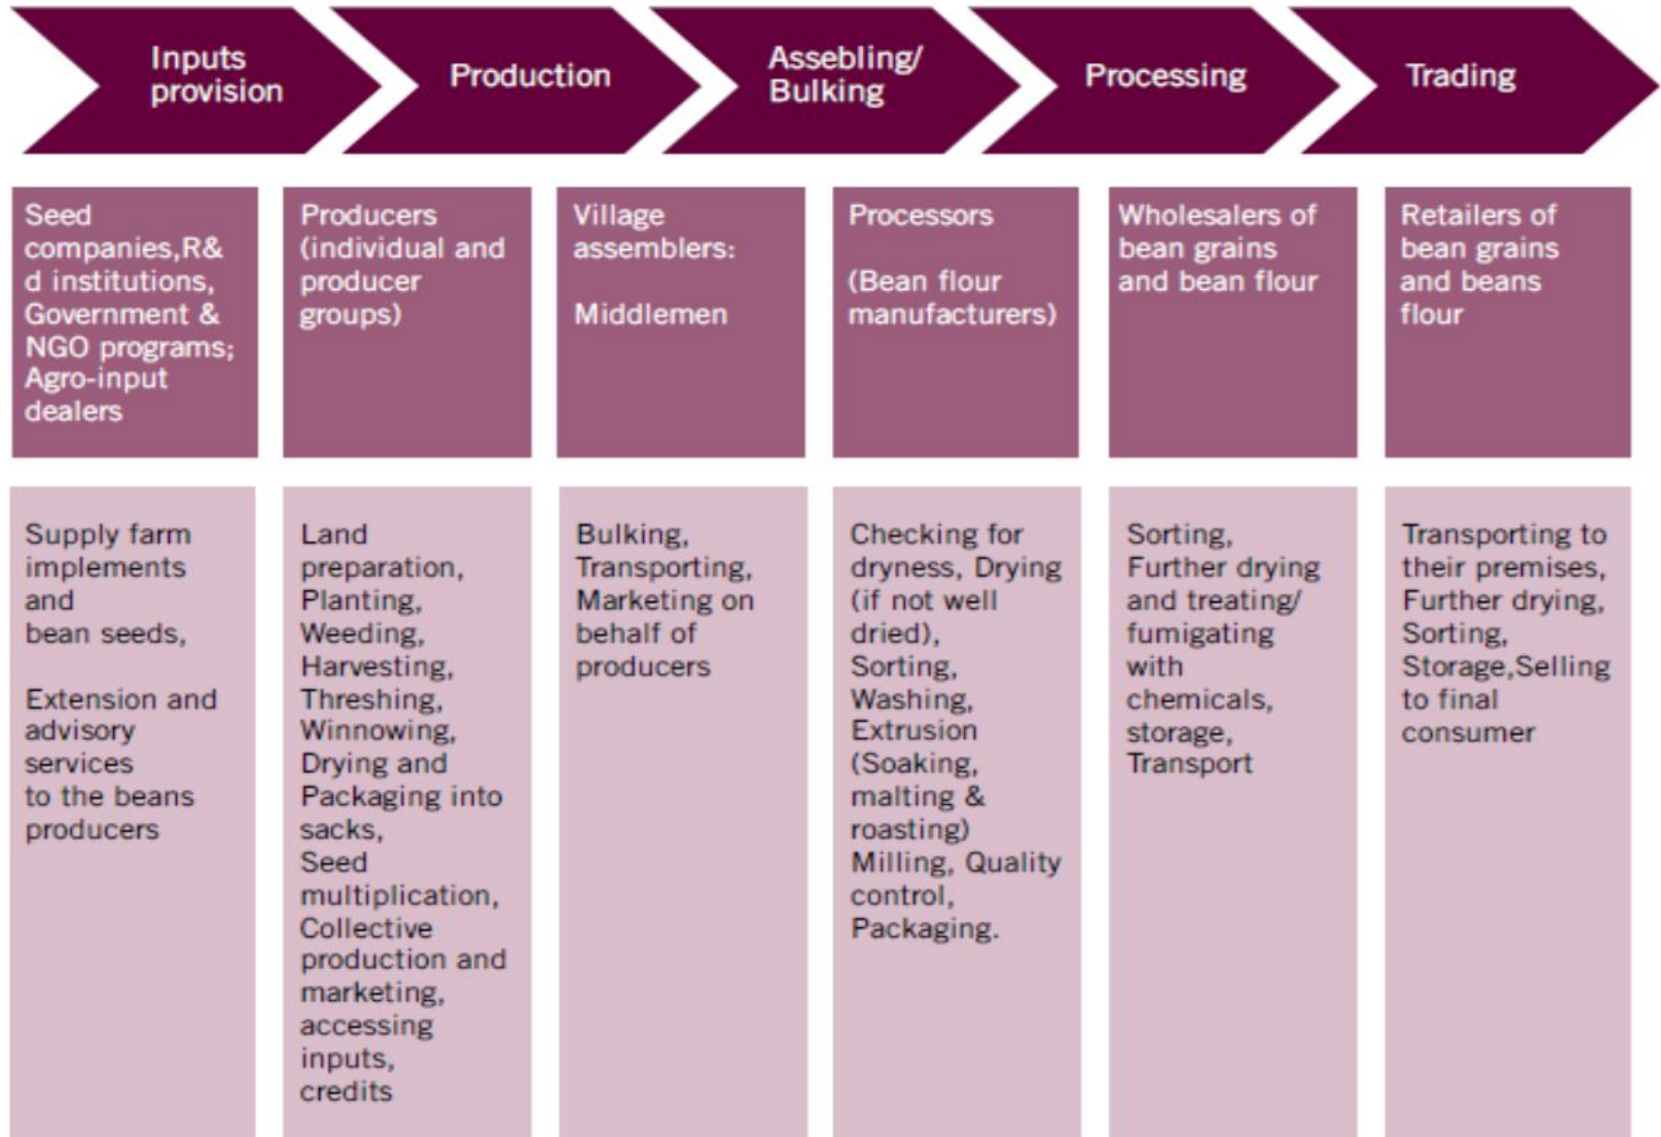 Inputs
provision
Production
Assebling/
Bulking
Processing
Trading
Seed
companies,R&
d institutions,
Government &
NGO programs;
Agro-input
dealers
Producers
(individual and
producer
groups)
Village
assemblers:
Middlemen
Processors
(Bean flour
manufacturers)
Wholesalers of
bean grains
and bean flour
Retailers of
bean grains
and beans
flour
Supply farm
implements
and
bean seeds,
Extension and
advisory
services
to the beans
producers
Land
preparation,
Planting,
Weeding,
Harvesting,
Threshing,
Winnowing,
Drying and
Packaging into
sacks,
Seed
multiplication,
Collective
production and
marketing,
accessing
inputs,
credits
Bulking,
Transporting,
Marketing on
behalf of
producers
Checking for
dryness, Drying
(if not well
dried),
Sorting,
Washing,
Extrusion
(Soaking,
malting &
roasting)
Milling, Quality
control,
Packaging.
Sorting,
Further drying
and treating/
fumigating
with
chemicals,
storage,
Transport
Transporting to
their premises,
Further drying,
Sorting,
Storage,Selling
to final
consumer